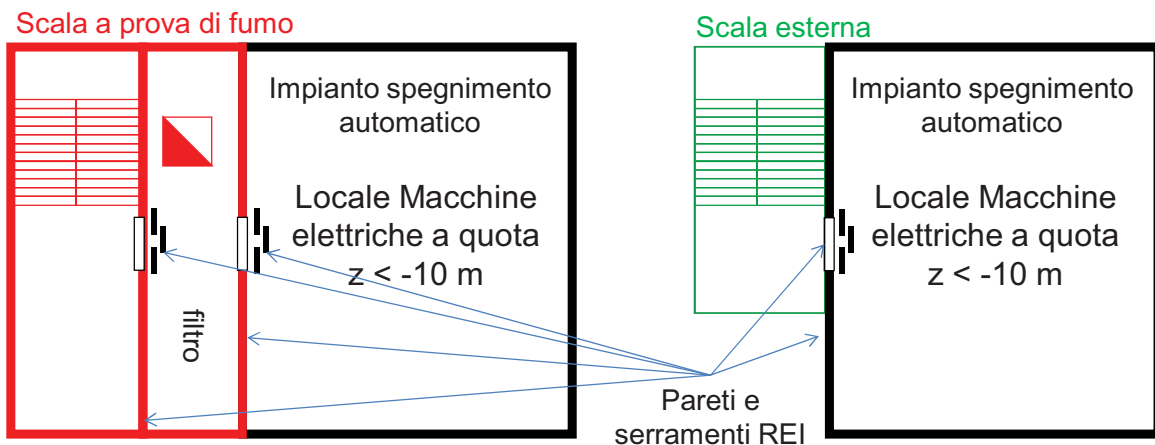 Scala a prova di fumo
Impianto spegnimento
automatico
Locale Macchine
elettriche a quota
z < -10 m
filtro
Scala esterna
Impianto spegnimento
automatico
Locale Macchine
elettriche a quota
z < -10 m
Pareti e
serramenti REI